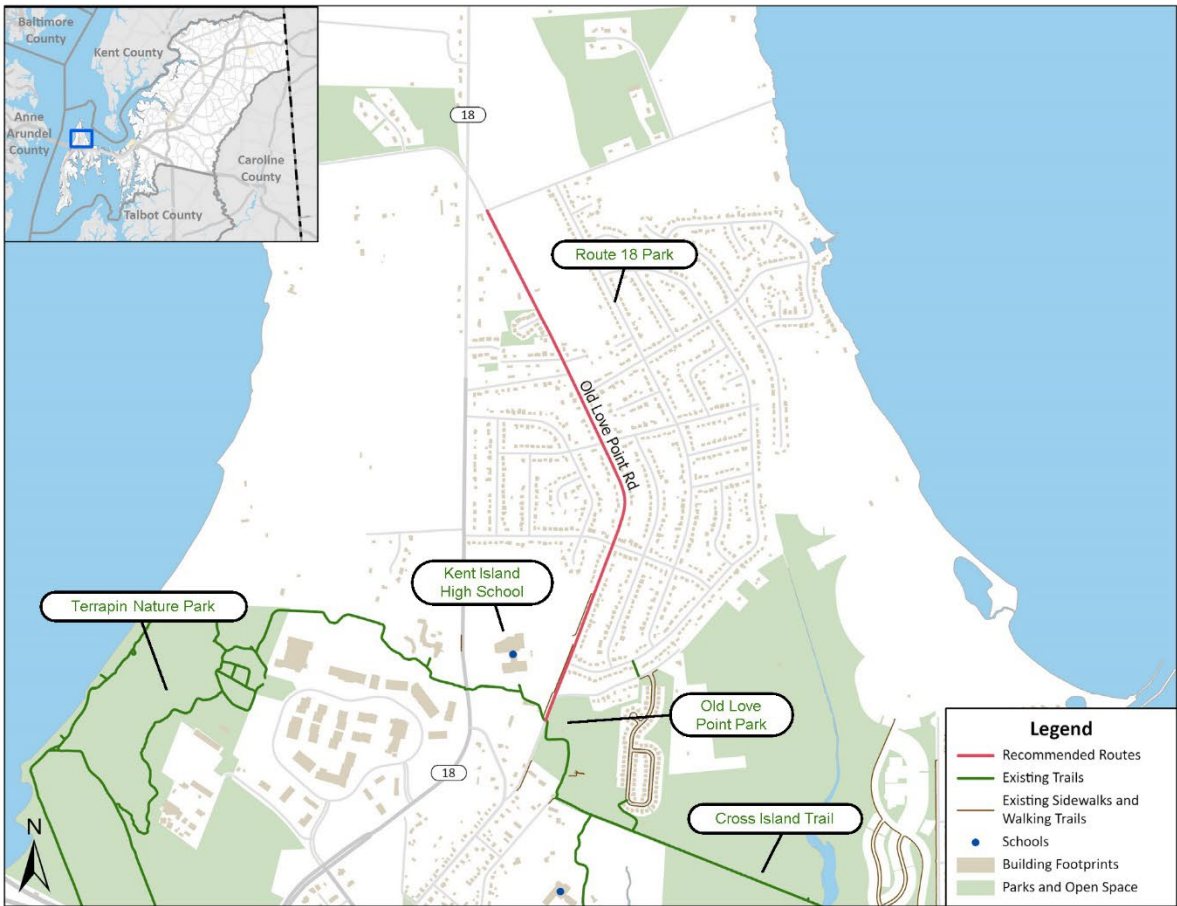 Baltimore
County
Kent County
Anne
Arundel
County
Caroline
County
Talbot County
18
Route 18 Park
Old Love Point Rd
Kent Island
High School
Terrapin Nature Park
Old Love
Point Park
18
Cross Island Trail
N
Legend
Recommended Routes
Existing Trails
Existing Sidewalks and
Walking Trails
Schools
Building Footprints
Parks and Open Space